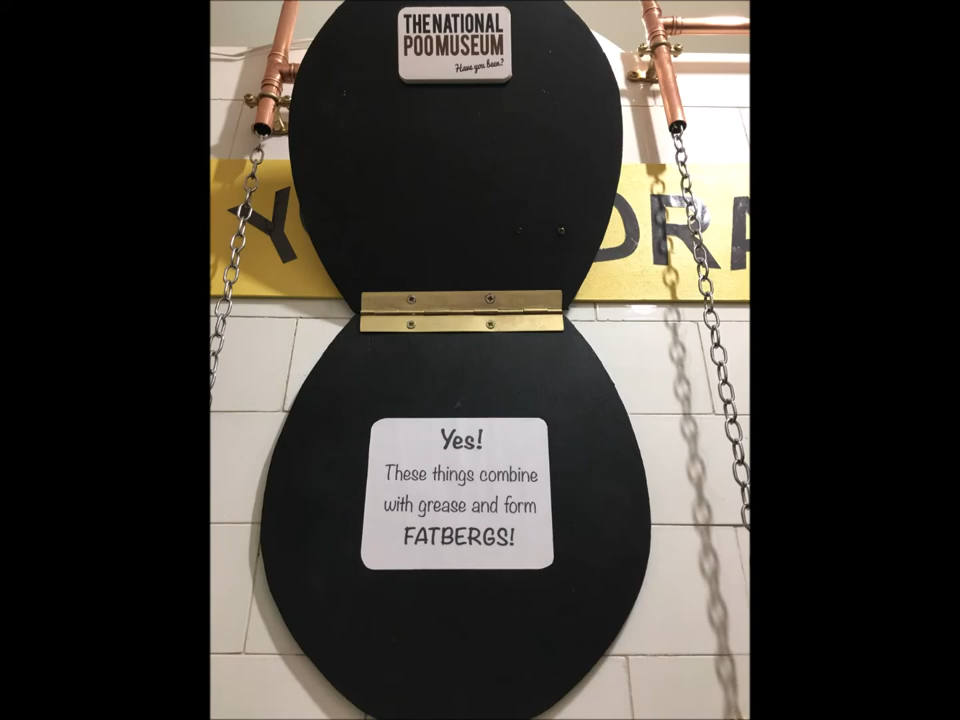 THE NATIONAL
POO MUSEUM
Have you been?
Yes!
These things combine
with grease and form
FATBERGS!